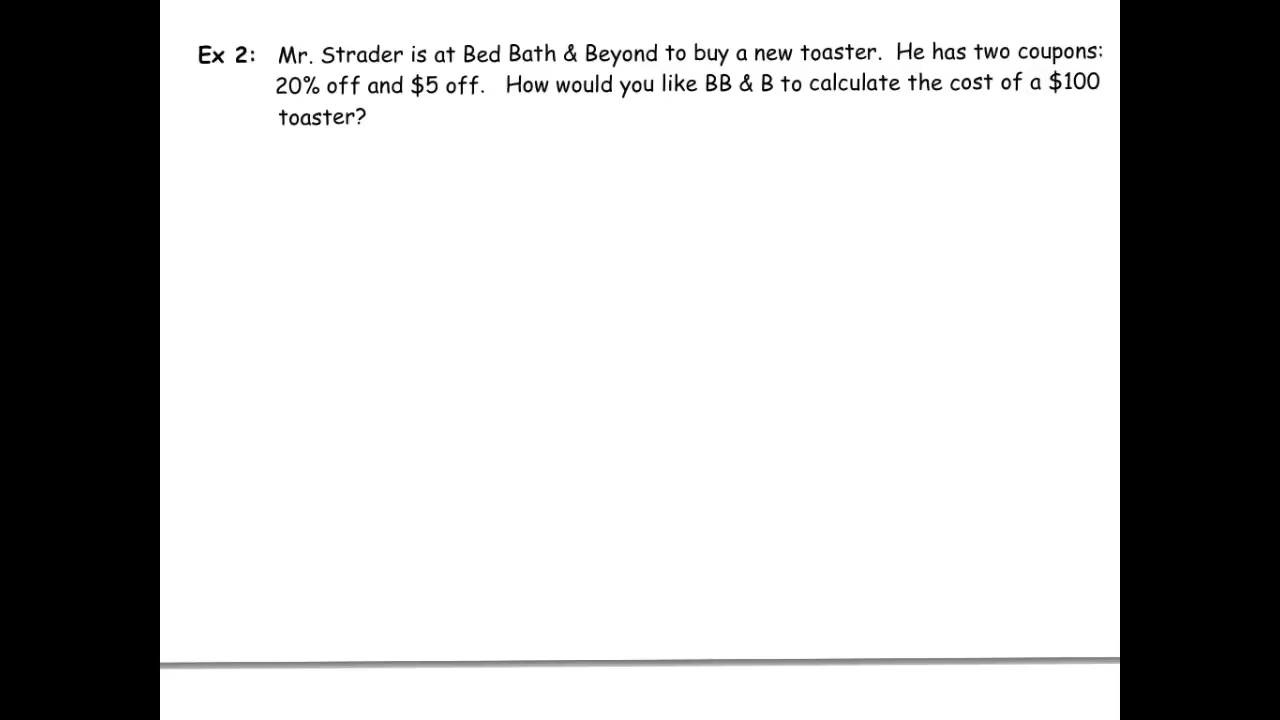 Ex 2: Mr. Strader is at Bed Bath & Beyond to buy a new toaster. He has two coupons:
20% off and $5 off. How would you like BB & B to calculate the cost of a $100
toaster?